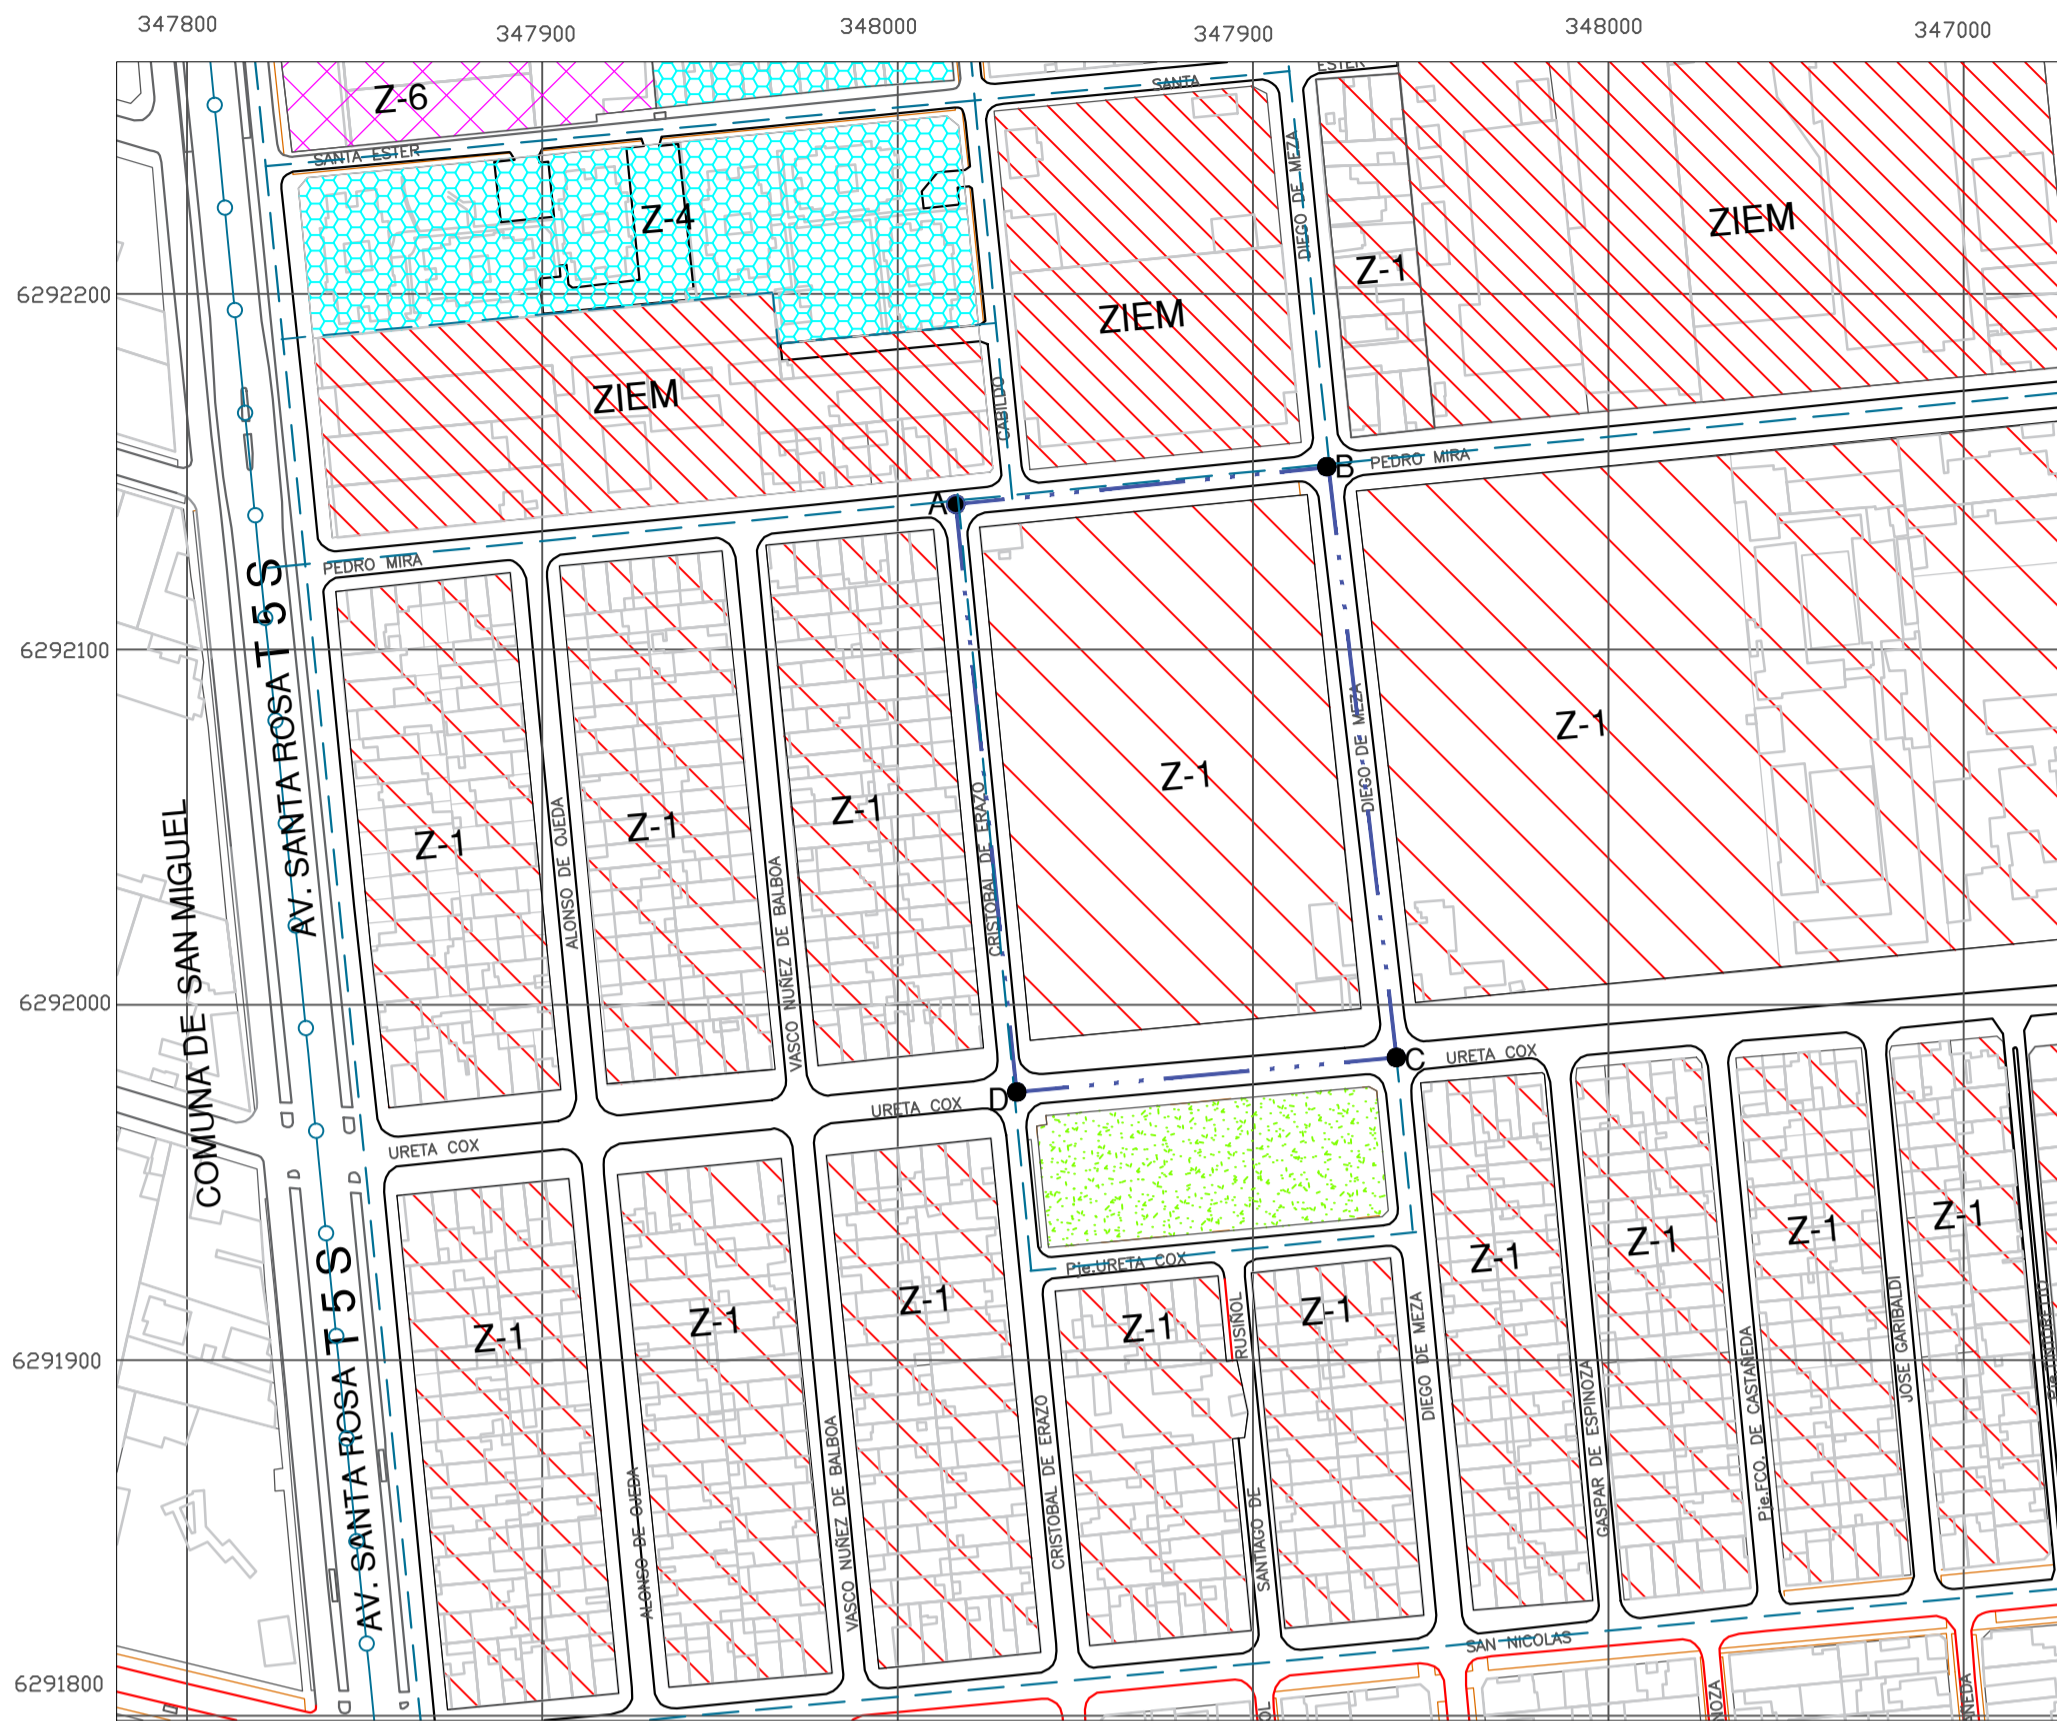 347800
347900
348000
347900
348000
347000
Z-6
SANTA
ESTER
SANTA ESTER
DIEGO DE MEZA
Z-4
ZIEM
Z-1
6292200
ZIEM
ZIEM
CABILDO
PEDRO MIRA
B
A
PEDRO MIRA
AV. SANTA ROSA T 5 S
6292100
DIEGO DE MEZA
Z-1
Z-1
Z-1
Z-1
Z-1
ALONSO DE OJEDA
VASCO NUÑEZ DE BALBOA
CRISTOBAL DE ERAZO
COMUNA DE SAN MIGUEL
6292000
C
URETA COX
D
URETA COX
URETA COX
Z-1
Z-1
Z-1
Z-1
Pje.URETA COX
Z-1
Z-1
Z-1
Z-1
Z-1
RUSIÑOL
6291900
AV. SANTA ROSA T 5 S
ALONSO DE OJEDA
VASCO NUÑEZ DE BALBOA
CRISTOBAL DE ERAZO
SANTIAGO DE
DIEGO DE MEZA
GASPAR DE ESPINOZA
Pje.FCO. DE CASTAÑEDA
JOSE GARIBALDI
SAN NICOLAS
6291800
OL
NOZA
ÑEDA